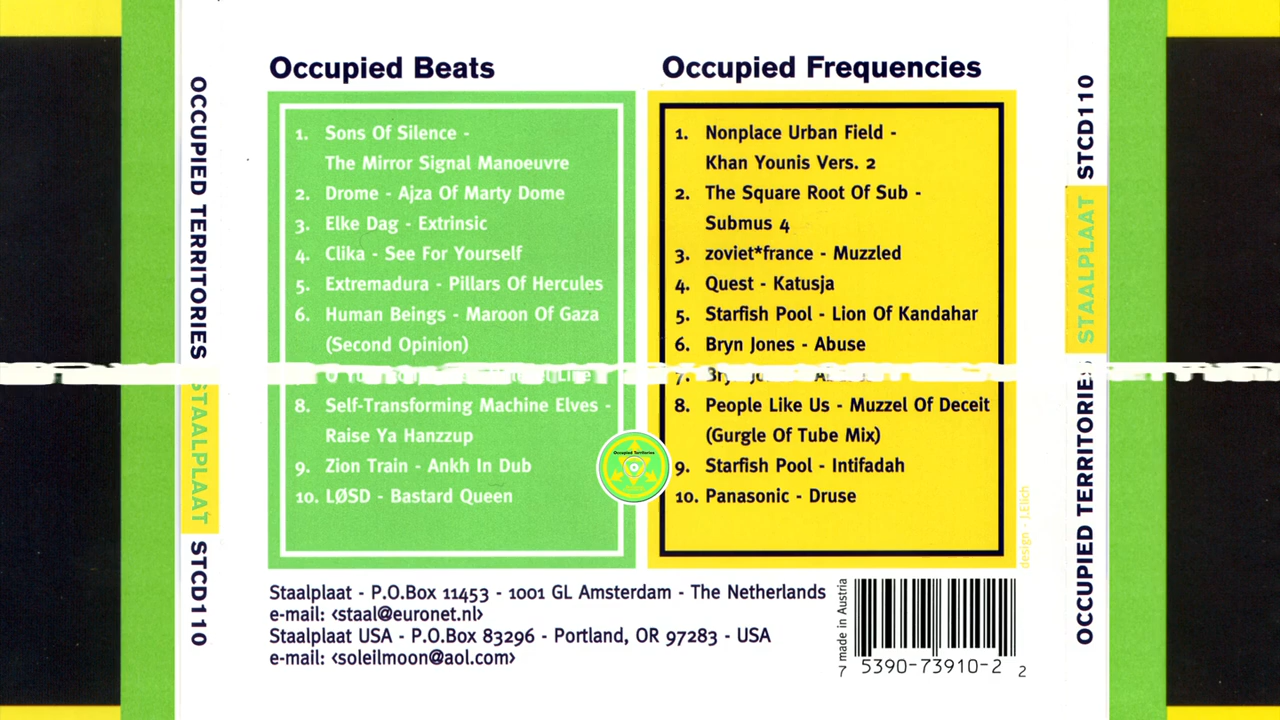 OCCUPIED TERRITORIES STAALPLAAT STCD110
Occupied Beats
1. Sons Of Silence -
The Mirror Signal Manoeuvre
2. Drome - Ajza Of Marty Dome
3. Elke Dag - Extrinsic
4. Clika - See For Yourself
5. Extremadura - Pillars Of Hercules
6. Human Beings - Maroon Of Gaza
(Second Opinion)
8. Self-Transforming Machine Elves -
Raise Ya Hanzzup
9. Zion Train - Ankh In Dub
10. LØSD - Bastard Queen
Occupied Territories
Occupied Frequencies
1. Nonplace Urban Field -
Khan Younis Vers. 2
2. The Square Root Of Sub -
Submus 4
3. zoviet*france - Muzzled
4. Quest - Katusja
5. Starfish Pool - Lion Of Kandahar
6. Bryn Jones - Abuse
7.
8. People Like Us - Muzzel Of Deceit
(Gurgle Of Tube Mix)
9. Starfish Pool - Intifadah
10. Panasonic - Druse
design - J.Elich
Staalplaat - P.O.Box 11453 - 1001 GL Amsterdam - The Netherlands
e-mail: <staal@euronet.nl>
Staalplaat USA - P.O.Box 83296 - Portland, OR 97283 - USA
e-mail: <soleilmoon@aol.com>
made in Austria
7 5390-73910-2 2
OCCUPIED TERRITORIES STAALPLAAT STCD110